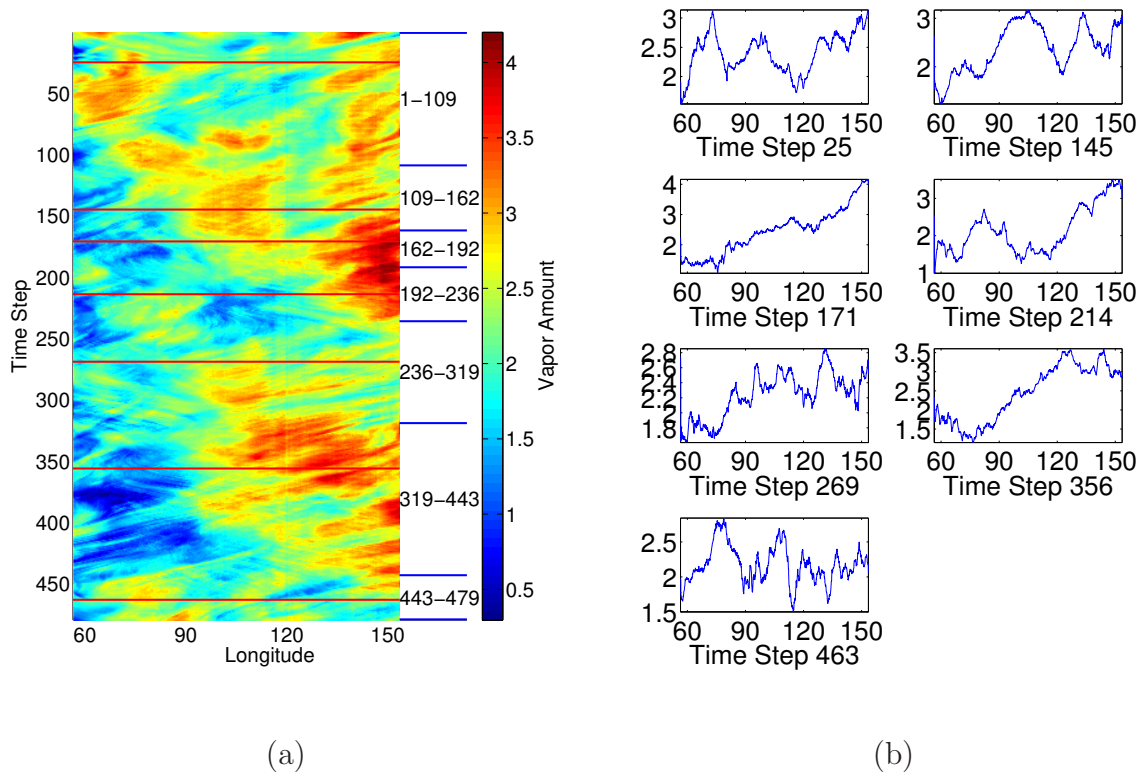 50
100
150
200
250
300
350
400
450
Time Step
60
90
120
150
Longitude
1−109
109−162
162−192
192−236
236−319
319−443
443−479
4
3.5
3
2.5
2
1.5
1
0.5
Vapor Amount
(a)
3
2.5
2
60 90 120 150
Time Step 25
3
2
60 90 120 150
Time Step 145
4
3
2
60 90 120 150
Time Step 171
3
2
1
60 90 120 150
Time Step 214
2.8
2.6
2.4
2.2
2
1.8
60 90 120 150
Time Step 269
3.5
3
2.5
2
1.5
60 90 120 150
Time Step 356
2.5
2
1.5
60 90 120 150
Time Step 463
(b)